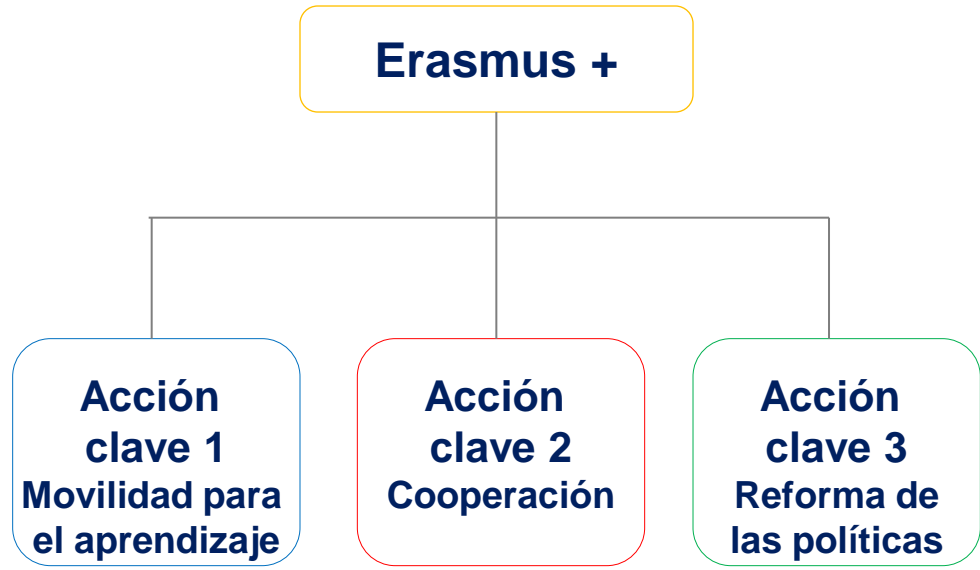 Erasmus +
Acción
clave 1
Movilidad para
el aprendizaje
Acción
clave 2
Cooperación
Acción
clave 3
Reforma de
las políticas